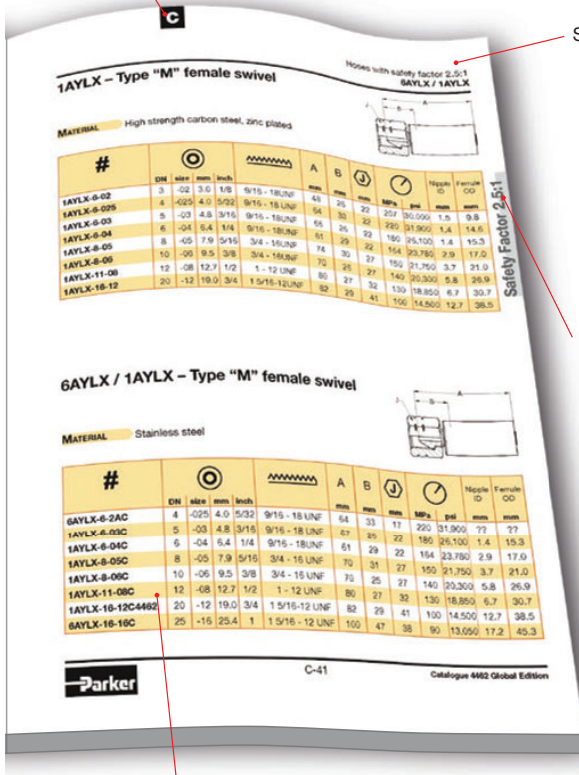 C
S
Hoses with safety factor 2.5:1
1AYLX – Type "M" female swivel
6AYLX / 1AYLX
MATERIAL High strength carbon steel, zinc plated
J A B
# A B J Nipple ID Ferrule OD
DN size mm inch mm mm mm MPa psi mm mm
1AYLX-6-02 3 -02 3.0 1/8 9/16 - 18UNF 48 26 22 207 30,000 1.5 9.8
1AYLX-6-025 4 -025 4.0 5/32 9/16 - 18UNF 64 33 22 220 31,900 1.4 14.6
1AYLX-6-03 5 -03 4.8 3/16 9/16 - 18UNF 66 26 22 180 26,100 1.4 15.3
1AYLX-6-04 6 -04 6.4 1/4 9/16 - 18UNF 61 29 22 164 23,780 2.9 17.0
1AYLX-8-05 8 -05 7.9 5/16 3/4 - 16UNF 74 30 27 150 21,750 3.7 21.0
1AYLX-8-06 10 -06 9.5 3/8 3/4 - 16UNF 70 26 27 140 20,300 5.8 26.9
1AYLX-11-08 12 -08 12.7 1/2 1 - 12 UNF 80 27 32 130 18,850 6.7 30.7
1AYLX-16-12 20 -12 19.0 3/4 1 5/16-12UNF 82 29 41 100 14,500 12.7 38.5
Safety Factor 2.5:1
6AYLX / 1AYLX – Type "M" female swivel
J A B
MATERIAL Stainless steel
# A B J Nipple ID Ferrule OD
DN size mm inch mm mm mm MPa psi mm mm
6AYLX-6-2AC 4 -025 4.0 5/32 9/16 - 18 UNF 64 33 17 220 31,900 ?? ??
1AYLX-6-03C 5 -03 4.8 3/16 9/16 - 18 UNF 67 25 22 180 26,100 1.4 15.3
1AYLX-6-04C 6 -04 6.4 1/4 9/16 - 18UNF 61 29 22 164 23,780 2.9 17.0
1AYLX-8-05C 8 -05 7.9 5/16 3/4 - 16 UNF 70 31 27 150 21,750 3.7 21.0
1AYLX-8-06C 10 -06 9.5 3/8 3/4 - 16 UNF 70 25 27 140 20,300 5.8 26.9
1AYLX-11-08C 12 -08 12.7 1/2 1 - 12 UNF 80 27 32 130 18,850 6.7 30.7
1AYLX-16-12C4462 20 -12 19.0 3/4 1 5/16-12 UNF 82 29 41 100 14,500 12.7 38.5
6AYLX-16-16C 25 -16 25.4 1 1 5/16 - 12 UNF 100 47 38 90 13,050 17.2 45.3
Parker
C-41
Catalogue 4462 Global Edition